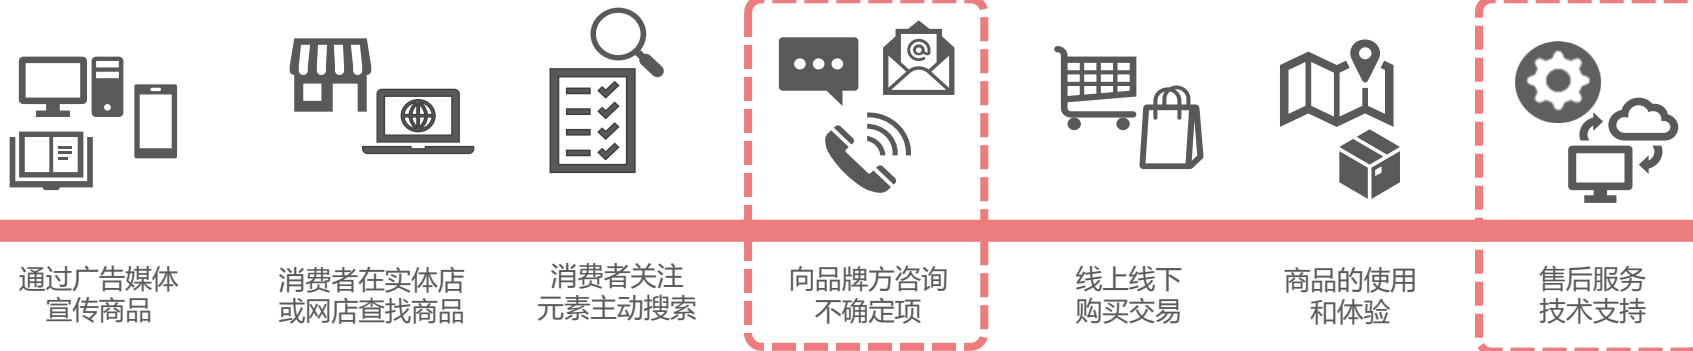 通过广告媒体
宣传商品
消费者在实体店
或网店查找商品
消费者关注
元素主动搜索
向品牌方咨询
不确定项
线上线下
购买交易
商品的使用
和体验
售后服务
技术支持